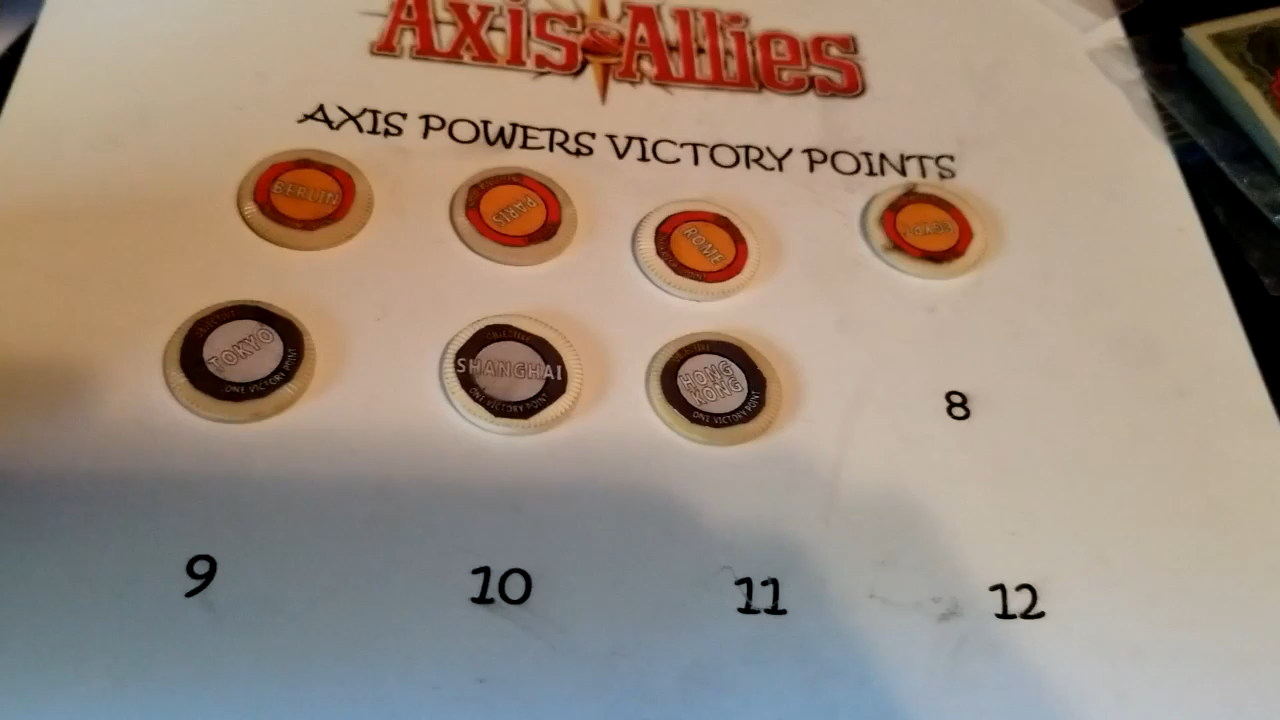 Axis & Allies
AXIS POWERS VICTORY POINTS
BERLIN
PARIS
ROME
TOKYO
ONE VICTORY POINT
OBJECTIVE
SHANGHAI
ONE VICTORY POINT
HONG
KONG
ONE VICTORY POINT
8
9
10
11
12